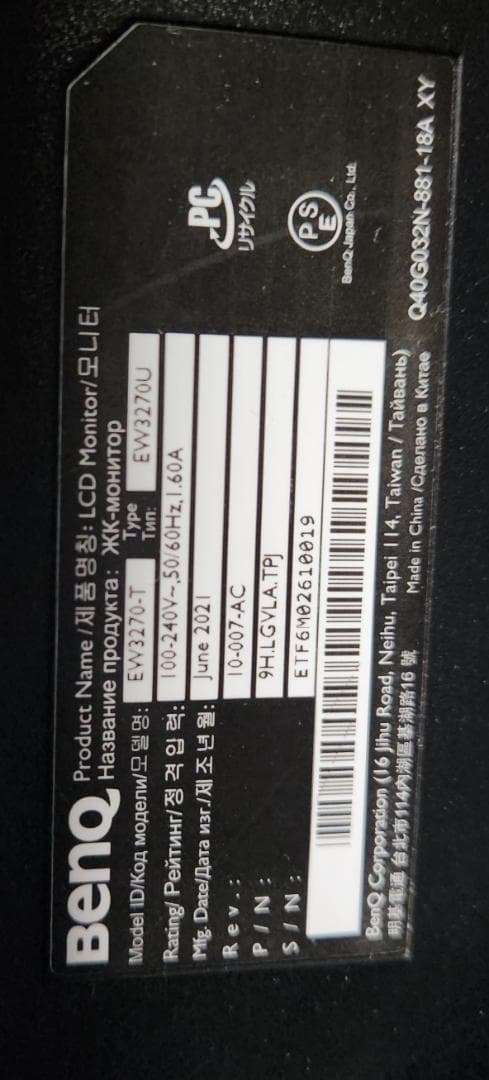 BenQ
Product Name /제품명칭: LCD Monitor/모니터
Название продукта: ЖК-монитор
Model ID/Код модели/모델 명: EW3270-T Type Тип: EW3270U
Rating/Рейтинг/정격입력: 100-240V~,50/60Hz,1.60A
Mfg. Date/Дата изг./제조년월: June 2021
Rev.: 10-007-AC
P/N: 9H.LGVLA.TPJ
S/N: ETF6M02610019
PC
リサイクル
PSE
BenQ Japan Co., Ltd.
BenQ Corporation (16 Jihu Road, Neihu, Taipei 114, Taiwan / Тайвань)
明基電通 台北市114內湖區基湖路16 號
Made in China /Сделано в Китае
Q40G032N-881-18A XY